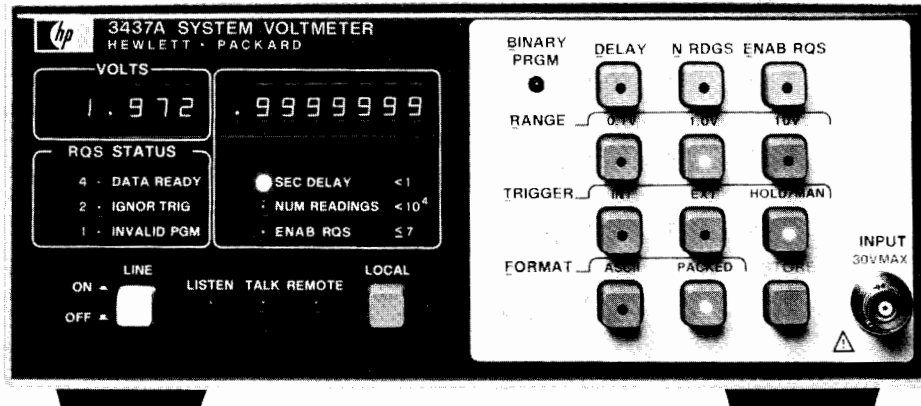 hp
3437A SYSTEM VOLTMETER
HEWLETT · PACKARD
VOLTS
1.972
.9999999
RQS STATUS
4 · DATA READY
2 · IGNOR TRIG
1 · INVALID PGM
SEC DELAY <1
NUM READINGS <10⁴
ENAB RQS ≤7
LINE
ON
OFF
LISTEN TALK REMOTE
LOCAL
BINARY
PRGM
DELAY N RDGS ENAB RQS
RANGE 0.1V 1.0V 10V
TRIGGER INT EXT HOLD/MAN
FORMAT ASCII PACKED
INPUT
30VMAX